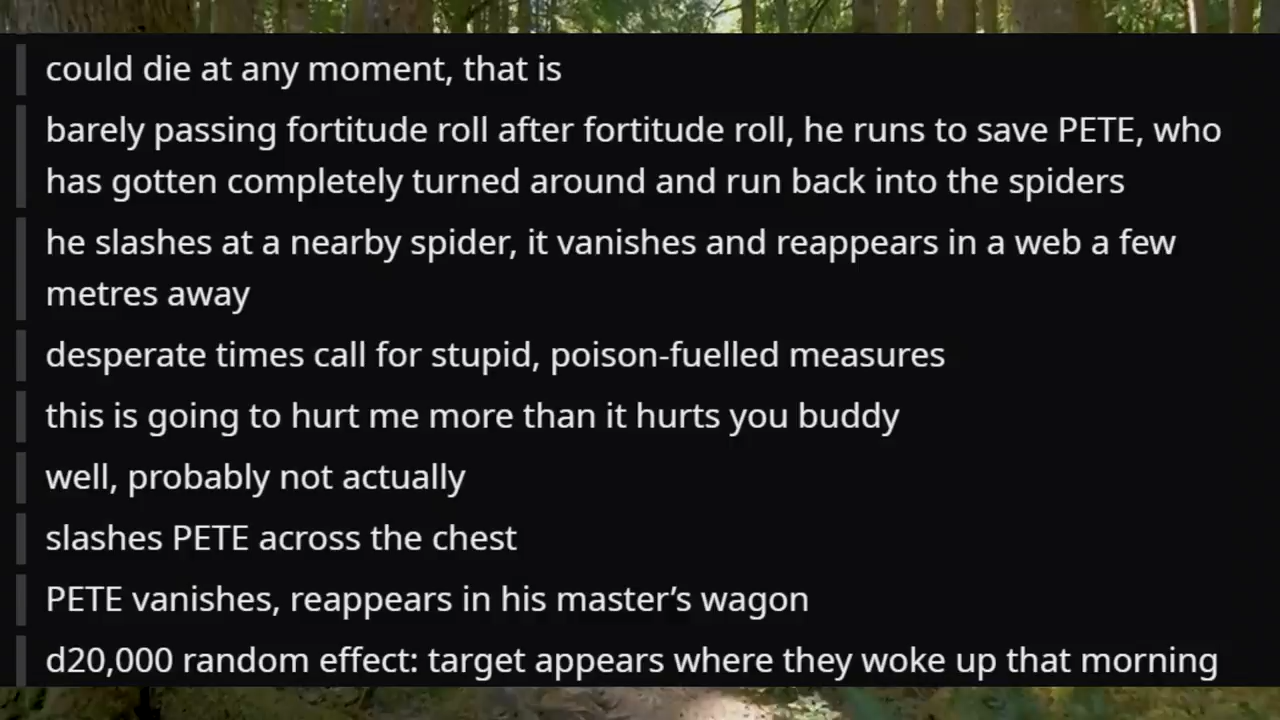 could die at any moment, that is
barely passing fortitude roll after fortitude roll, he runs to save PETE, who
has gotten completely turned around and run back into the spiders
he slashes at a nearby spider, it vanishes and reappears in a web a few
metres away
desperate times call for stupid, poison-fuelled measures
this is going to hurt me more than it hurts you buddy
well, probably not actually
slashes PETE across the chest
PETE vanishes, reappears in his master’s wagon
d20,000 random effect: target appears where they woke up that morning